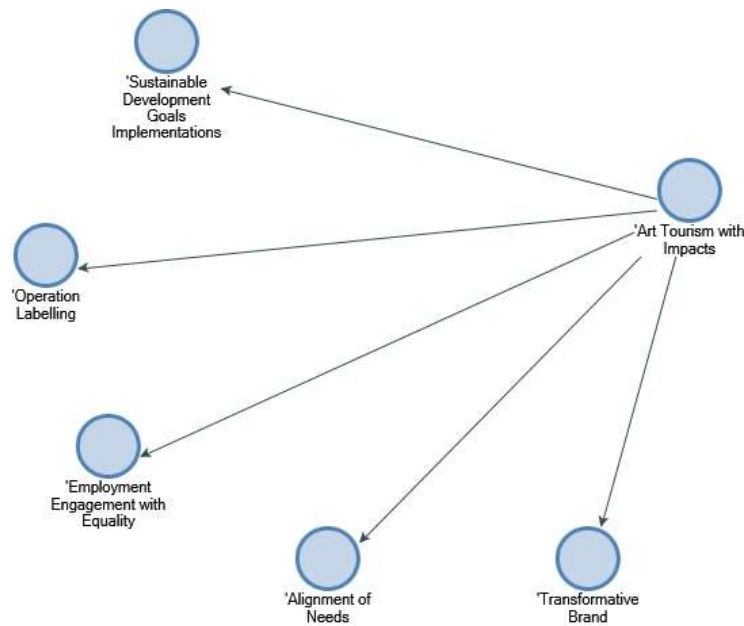 'Sustainable
Development
Goals
Implementations
'Art Tourism with
Impacts
'Operation
Labelling
'Employment
Engagement with
Equality
'Alignment of
Needs
'Transformative
Brand